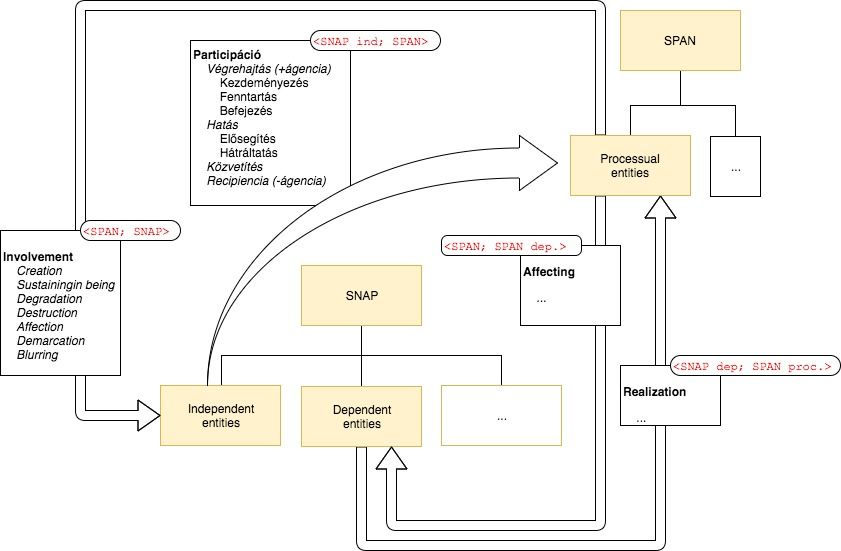 <SNAP ind; SPAN>
Participáció
Végrehajtás (+ágencia)
Kezdeményezés
Fenntartás
Befejezés
Hatás
Elősegítés
Hátráltatás
Közvetítés
Recipiencia (-ágencia)
SPAN
Processual
entities
...
<SPAN; SNAP>
Involvement
Creation
Sustainingin being
Degradation
Destruction
Affection
Demarcation
Blurring
<SPAN; SPAN dep.>
Affecting
...
SNAP
<SNAP dep; SPAN proc.>
Realization
...
Independent
entities
Dependent
entities
...